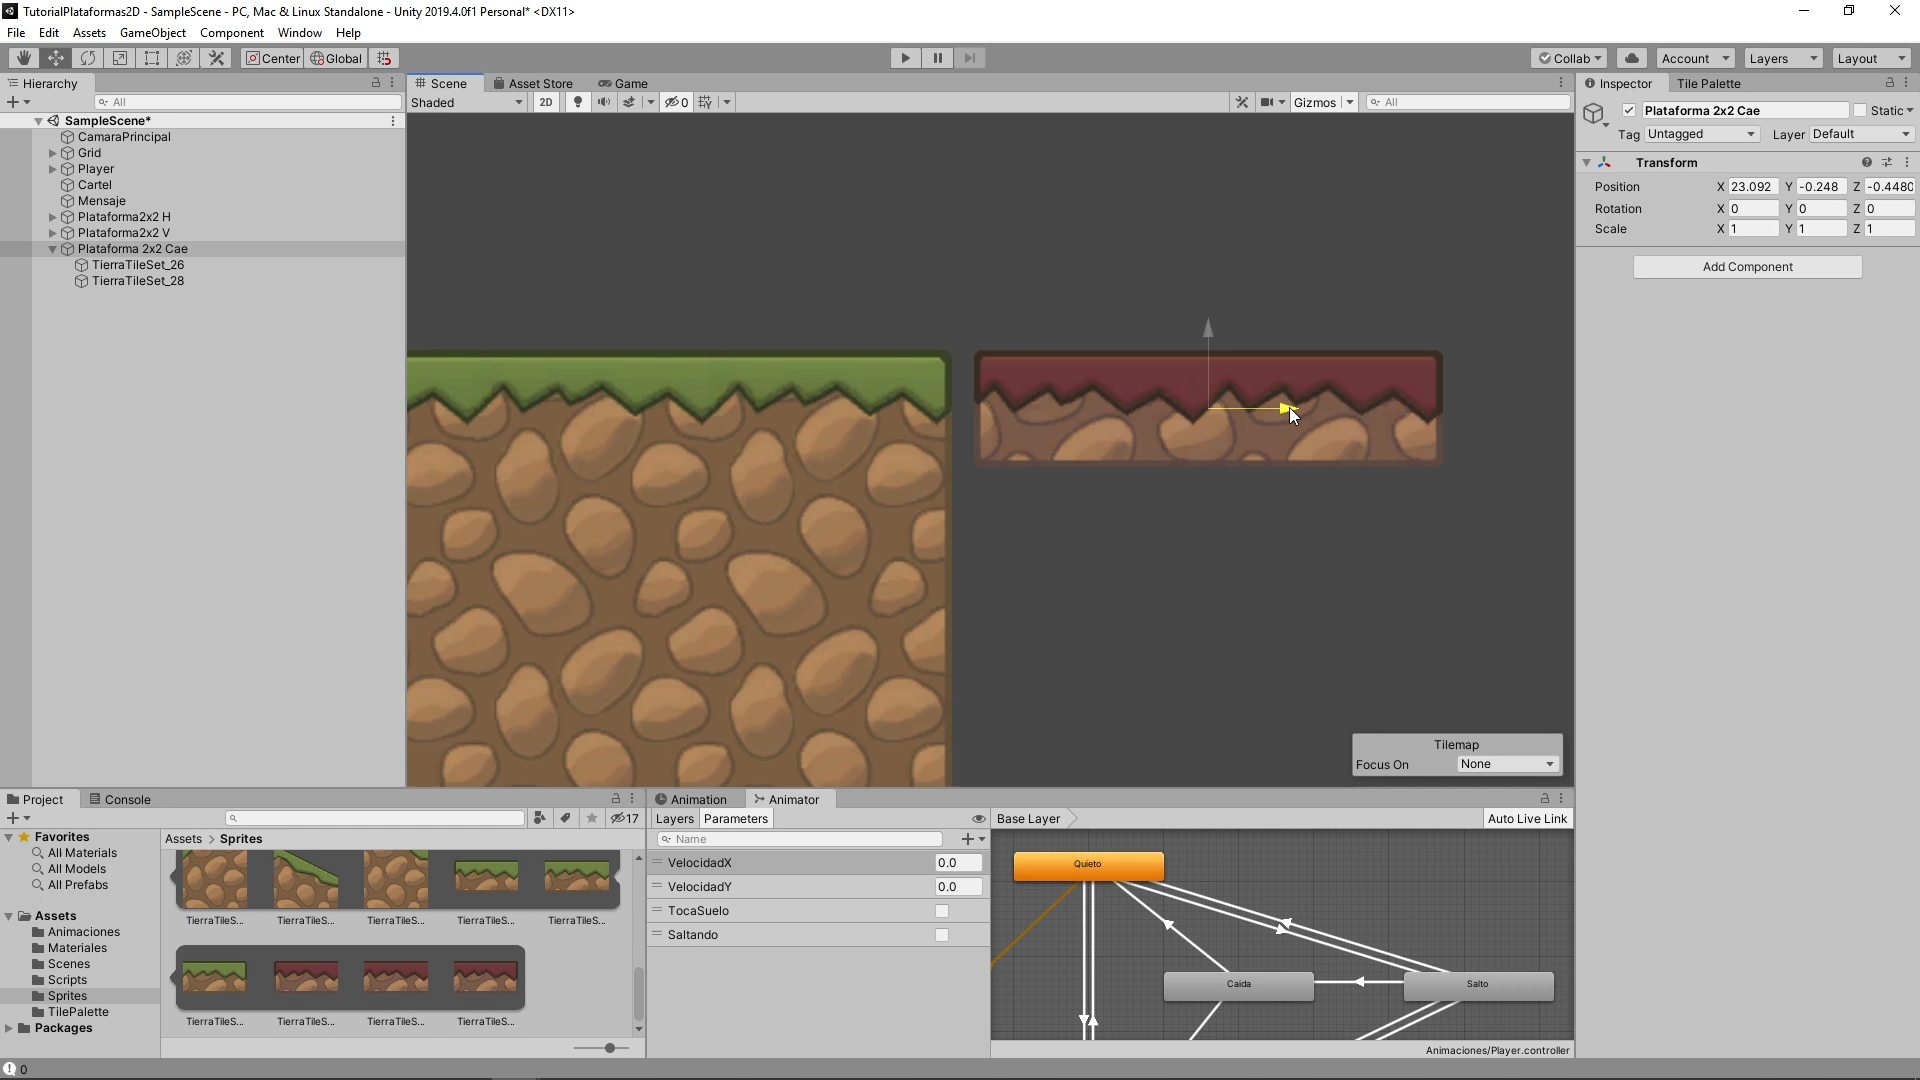 TutorialPlataformas2D - SampleScene - PC, Mac & Linux Standalone - Unity 2019.4.0f1 Personal* <DX11>
File Edit Assets GameObject Component Window Help
Center Global Collab Account Layers Layout
Hierarchy
All
SampleScene*
CamaraPrincipal
Grid
Player
Cartel
Mensaje
Plataforma2x2 H
Plataforma2x2 V
Plataforma 2x2 Cae
TierraTileSet_26
TierraTileSet_28
Scene Asset Store Game
Shaded 2D 0 Gizmos All
Tilemap
Focus On None
Inspector Tile Palette
Plataforma 2x2 Cae Static
Tag Untagged Layer Default
Transform
Position X 23.092 Y -0.248 Z -0.4480
Rotation X 0 Y 0 Z 0
Scale X 1 Y 1 Z 1
Add Component
Project Console
17
Favorites
All Materials
All Models
All Prefabs
Assets
Animaciones
Materiales
Scenes
Scripts
Sprites
TilePalette
Packages
Assets > Sprites
TierraTileS... TierraTileS... TierraTileS... TierraTileS... TierraTileS...
TierraTileS... TierraTileS... TierraTileS... TierraTileS...
Animation Animator
Layers Parameters Base Layer Auto Live Link
Name
VelocidadX 0.0
VelocidadY 0.0
TocaSuelo
Saltando
Quieto
Caida
Salto
Animaciones/Player.controller
0